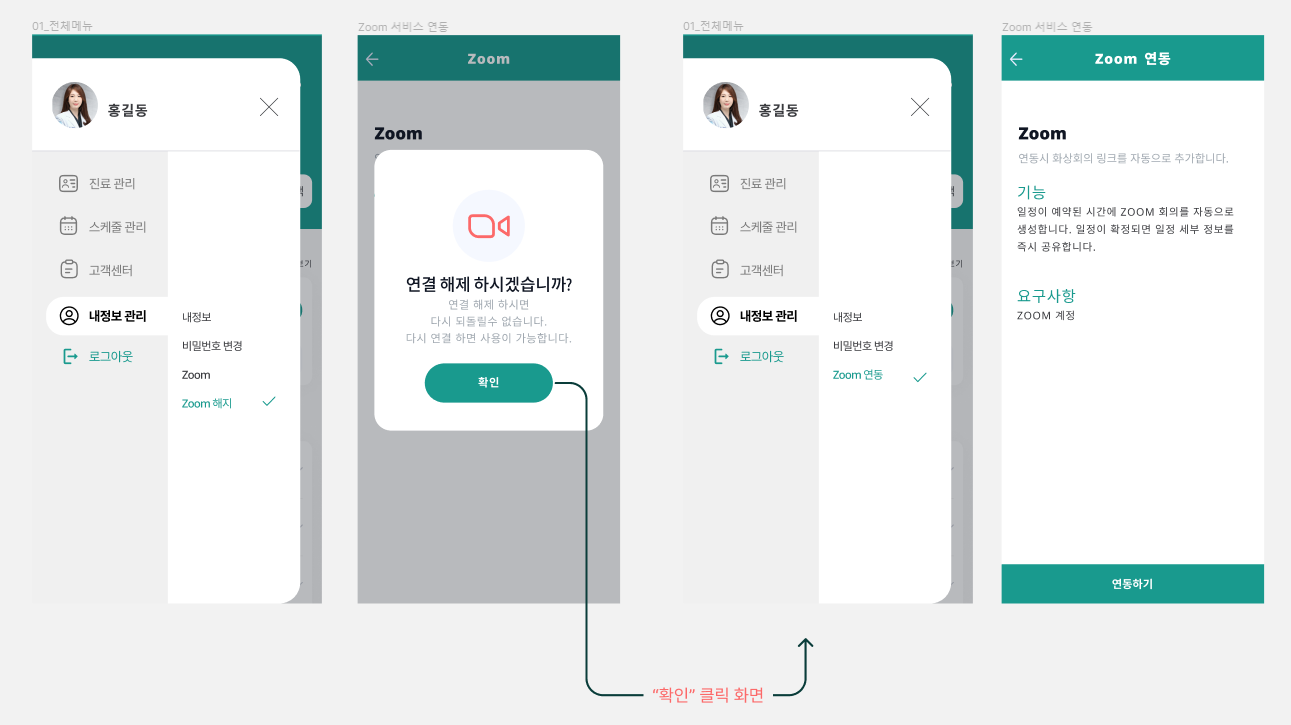 01_전체메뉴
홍길동
진료 관리
스케줄 관리
고객센터
내정보 관리
로그아웃
내정보
비밀번호 변경
Zoom
Zoom 해지
보기
Zoom 서비스 연동
Zoom
Zoom
연결 해제 하시겠습니까?
연결 해제 하시면
다시 되돌릴수 없습니다.
다시 연결 하면 사용이 가능합니다.
확인
"확인" 클릭 화면
01_전체메뉴
홍길동
진료 관리
스케줄 관리
고객센터
내정보 관리
로그아웃
내정보
비밀번호 변경
Zoom 연동
보기
Zoom 서비스 연동
Zoom 연동
Zoom
연동시 화상회의 링크를 자동으로 추가합니다.
기능
일정이 예약된 시간에 ZOOM 회의를 자동으로
생성합니다. 일정이 확정되면 일정 세부 정보를
즉시 공유합니다.
요구사항
ZOOM 계정
연동하기